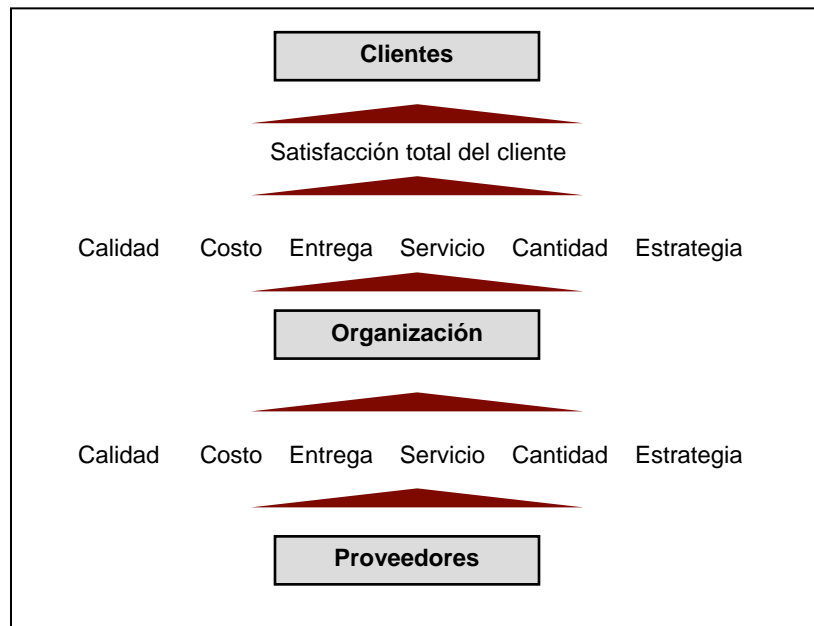 Clientes
Satisfacción total del cliente
Calidad Costo Entrega Servicio Cantidad Estrategia
Organización
Calidad Costo Entrega Servicio Cantidad Estrategia
Proveedores